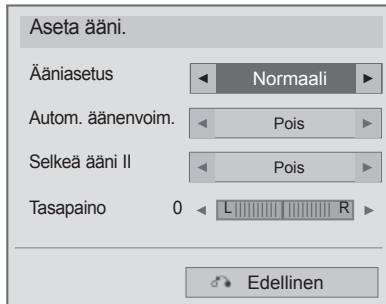 Aseta ääni.
Ääniasetus ◄ Normaali ►
Autom. äänenvoim. ◄ Pois ►
Selkeä ääni II ◄ Pois ►
Tasapaino 0 ◄ L R ►
Edellinen